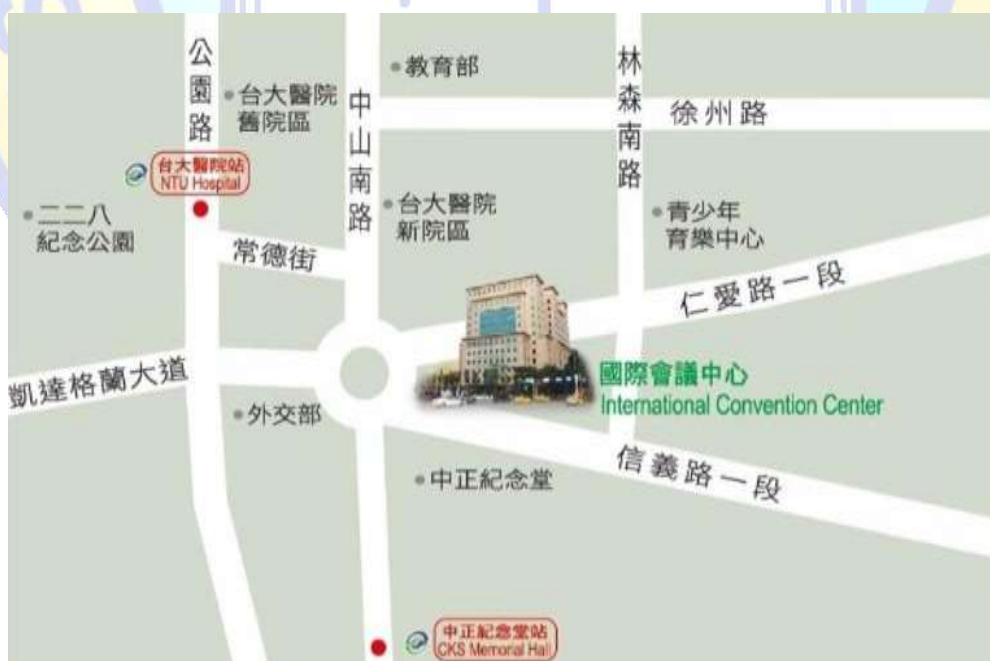 公園路
台大醫院
舊院區
中山南路
教育部
林森南路
徐州路
台大醫院站
NTU Hospital
二二八
紀念公園
台大醫院
新院區
青少年
育樂中心
常德街
仁愛路一段
凱達格蘭大道
國際會議中心
International Convention Center
外交部
信義路一段
中正紀念堂
中正紀念堂站
CKS Memorial Hall